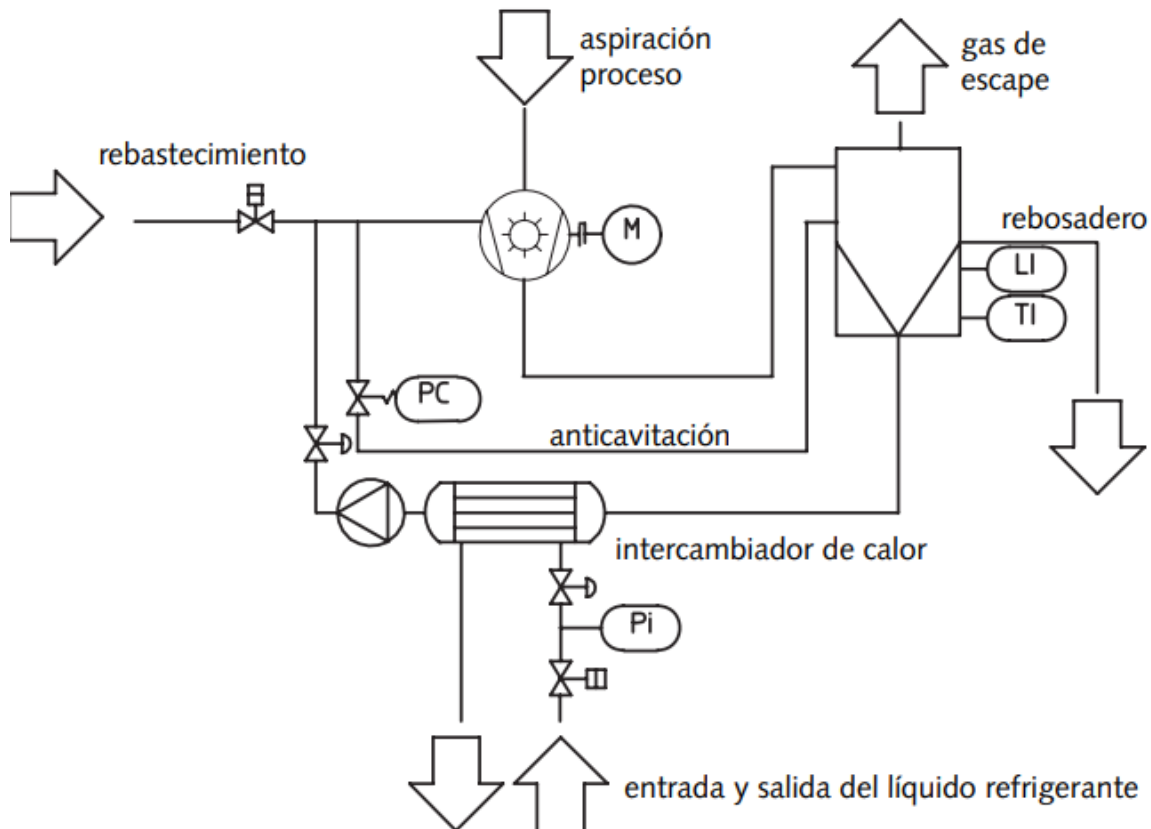 aspiración
proceso
gas de
escape
rebastecimiento
M
rebosadero
LI
TI
PC
anticavitación
intercambiador de calor
Pi
entrada y salida del líquido refrigerante